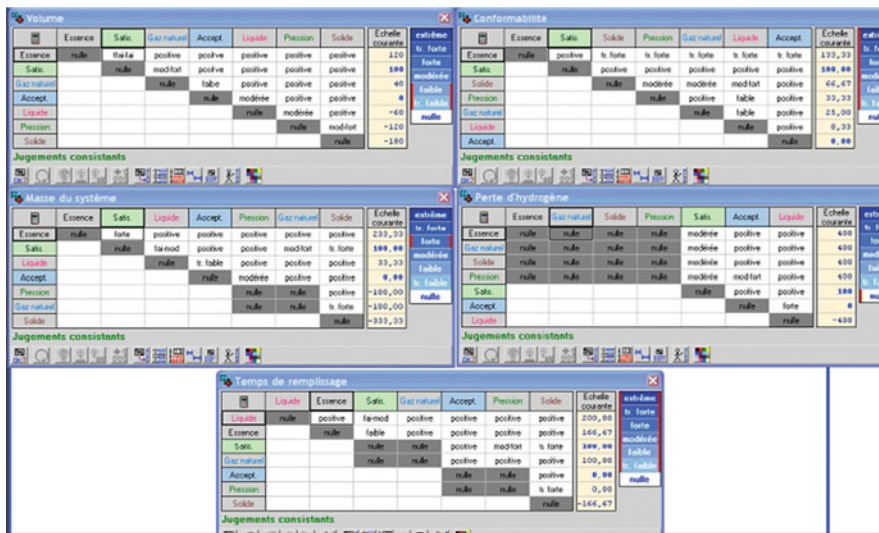 Volume
Essence Satis. Gaz naturel Accept. Liquide Pression Solide Echelle courante extrême
Essence nulle tfai-fai positive positive positive positive positive 120 tr. forte
Satis. nulle mod-fort positive positive positive positive 100 forte
Gaz naturel nulle faible positive positive positive 40 modérée
Accept. nulle modérée positive positive 0 faible
Liquide nulle modérée positive -60 tr. faible
Pression nulle mod-fort -120 nulle
Solide nulle -180
Jugements consistants
Conformabilité
Essence Satis. Solide Pression Gaz naturel Liquide Accept. Echelle courante extrême
Essence nulle positive tr. forte tr. forte tr. forte tr. forte tr. forte 133,33 tr. forte
Satis. nulle positive positive positive positive positive 100,00 forte
Solide nulle modérée modérée mod-fort positive 66,67 modérée
Pression nulle positive faible positive 33,33 faible
Gaz naturel nulle faible positive 25,00 tr. faible
Liquide nulle positive 8,33 nulle
Accept. nulle 0,00
Jugements consistants
Masse du système
Essence Satis. Liquide Accept. Pression Gaz naturel Solide Echelle courante extrême
Essence nulle forte positive positive positive positive positive 233,33 tr. forte
Satis. nulle fai-mod positive positive mod-fort tr. forte 100,00 forte
Liquide nulle tr. faible positive positive positive 33,33 modérée
Accept. nulle modérée positive positive 0,00 faible
Pression nulle nulle positive -100,00 tr. faible
Gaz naturel nulle nulle tr. forte -100,00 nulle
Solide nulle -333,33
Jugements consistants
Perte d'hydrogène
Essence Gaz naturel Solide Pression Satis. Accept. Liquide Echelle courante extrême
Essence nulle nulle nulle nulle modérée positive positive 400
Gaz naturel nulle nulle nulle nulle modérée positive positive 400 forte
Solide nulle nulle nulle nulle modérée positive positive 400 modérée
Pression nulle nulle nulle nulle modérée mod-fort positive 400 faible
Satis. nulle positive positive 100 tr. faible
Accept. nulle forte 0 nulle
Liquide nulle -400
Jugements consistants
Temps de remplissage
Liquide Essence Satis. Gaz naturel Accept. Pression Solide Echelle courante extrême
Liquide nulle positive fai-mod positive positive positive positive 200,00 tr. forte
Essence nulle faible positive positive positive positive 166,67 forte
Satis. nulle nulle positive mod-fort tr. forte 100,00 modérée
Gaz naturel nulle nulle positive positive positive 100,00 faible
Accept. nulle nulle positive 0,00 tr. faible
Pression nulle nulle tr. forte 0,00 nulle
Solide nulle -166,67
Jugements consistants